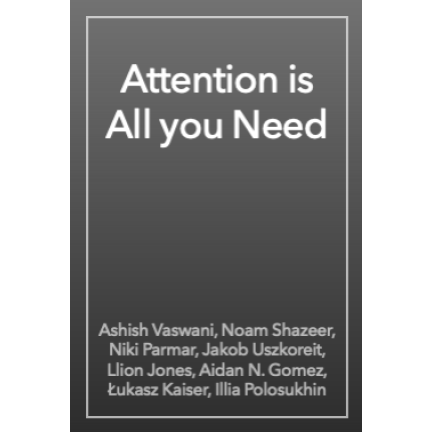 Attention is
All you Need
Ashish Vaswani, Noam Shazeer,
Niki Parmar, Jakob Uszkoreit,
Llion Jones, Aidan N. Gomez,
Łukasz Kaiser, Illia Polosukhin